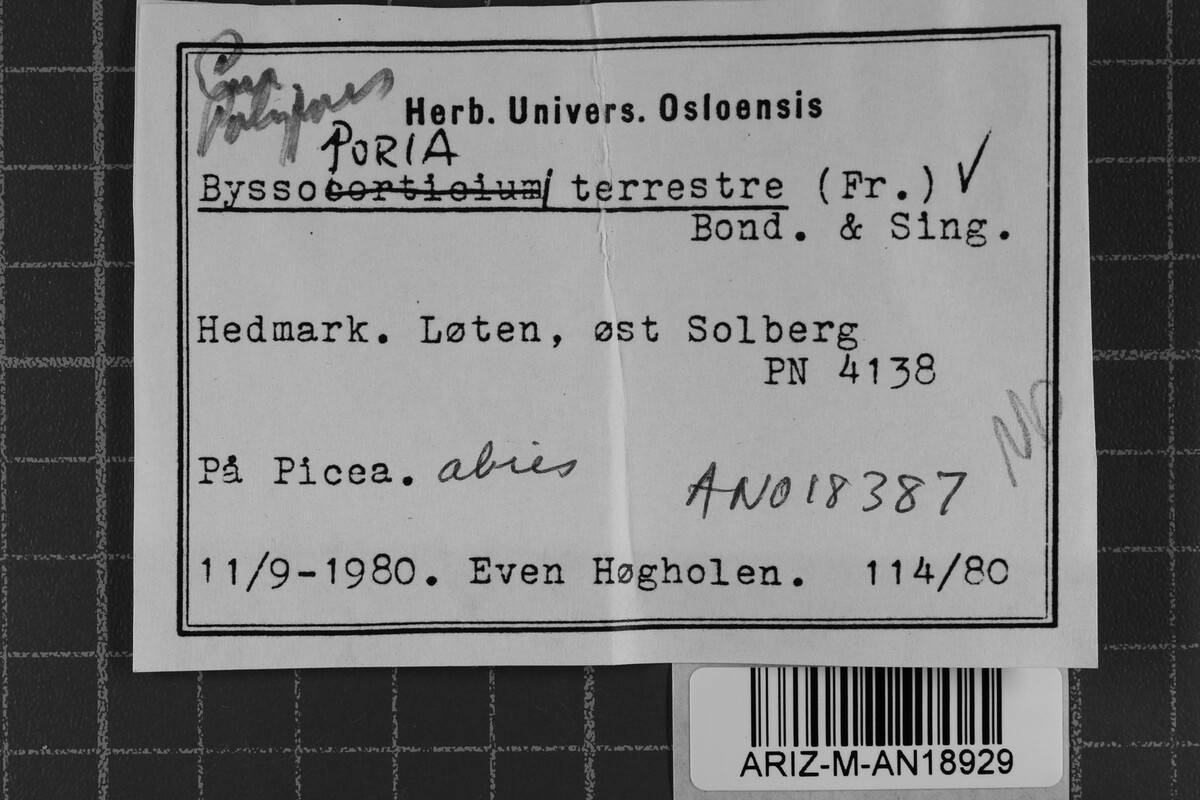 Herb. Univers. Osloensis
PORIA
Byssocorticium/ terrestre (Fr.) ✓
Bond. & Sing.
Hedmark. Løten, øst Solberg
PN 4138
På Picea. abies
AN018387
11/9-1980. Even Høgholen. 114/80
ARIZ-M-AN18929